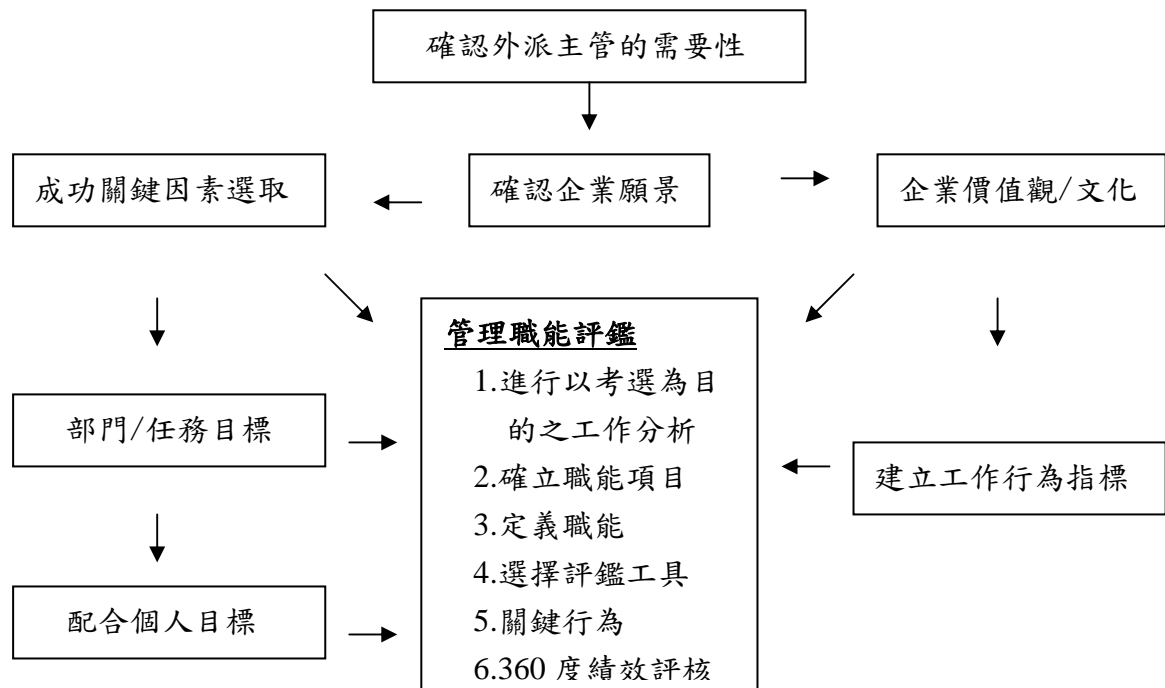 確認外派主管的需要性
成功關鍵因素選取
確認企業願景
企業價值觀/文化
管理職能評鑑
1.進行以考選為目
的之工作分析
2.確立職能項目
3.定義職能
4.選擇評鑑工具
5.關鍵行為
6.360 度績效評核
部門/任務目標
建立工作行為指標
配合個人目標